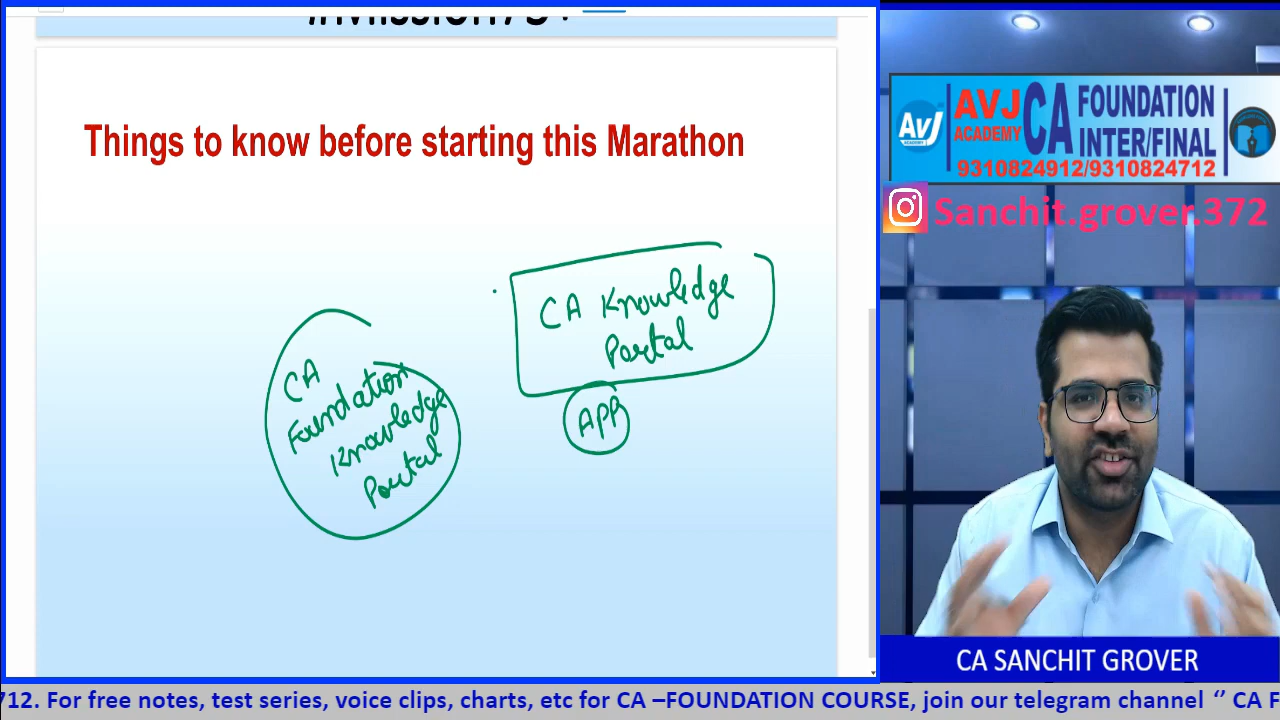 Things to know before starting this Marathon
CA Knowledge
Portal
APP
CA
Foundation
Knowledge
Portal
AVJ
ACADEMY
AVJ
ACADEMY
CA
FOUNDATION
INTER/FINAL
9310824912/9310824712
Sanchit.grover.372
CA SANCHIT GROVER
712. For free notes, test series, voice clips, charts, etc for CA –FOUNDATION COURSE, join our telegram channel “ CA F